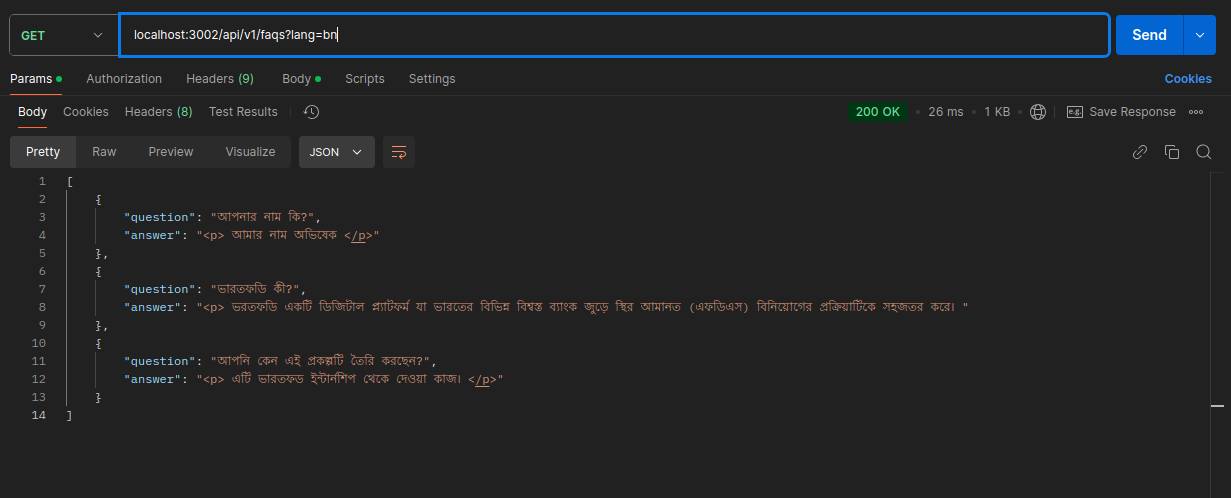 GET localhost:3002/api/v1/faqs?lang=bn Send
Params Authorization Headers (9) Body Scripts Settings Cookies
Body Cookies Headers (8) Test Results 200 OK 26 ms 1 KB e.g. Save Response
Pretty Raw Preview Visualize JSON
1 [
2 {
3 "question": "আপনার নাম কি?",
4 "answer": "<p> আমার নাম অভিষেক </p>"
5 },
6 {
7 "question": "ভারতফডি কী?",
8 "answer": "<p> ভরতফডি একটি ডিজিটাল প্ল্যাটফর্ম যা ভারতের বিভিন্ন বিশ্বস্ত ব্যাংক জুড়ে স্থির আমানত (এফডিএস) বিনিয়োগের প্রক্রিয়াটিকে সহজতর করে। "
9 },
10 {
11 "question": "আপনি কেন এই প্রকল্পটি তৈরি করছেন?",
12 "answer": "<p> এটি ভারতফড ইন্টার্নশিপ থেকে দেওয়া কাজ। </p>"
13 }
14 ]